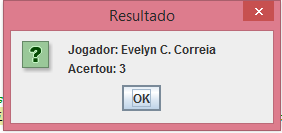 Resultado
Jogador: Evelyn C. Correia
Acertou: 3
OK